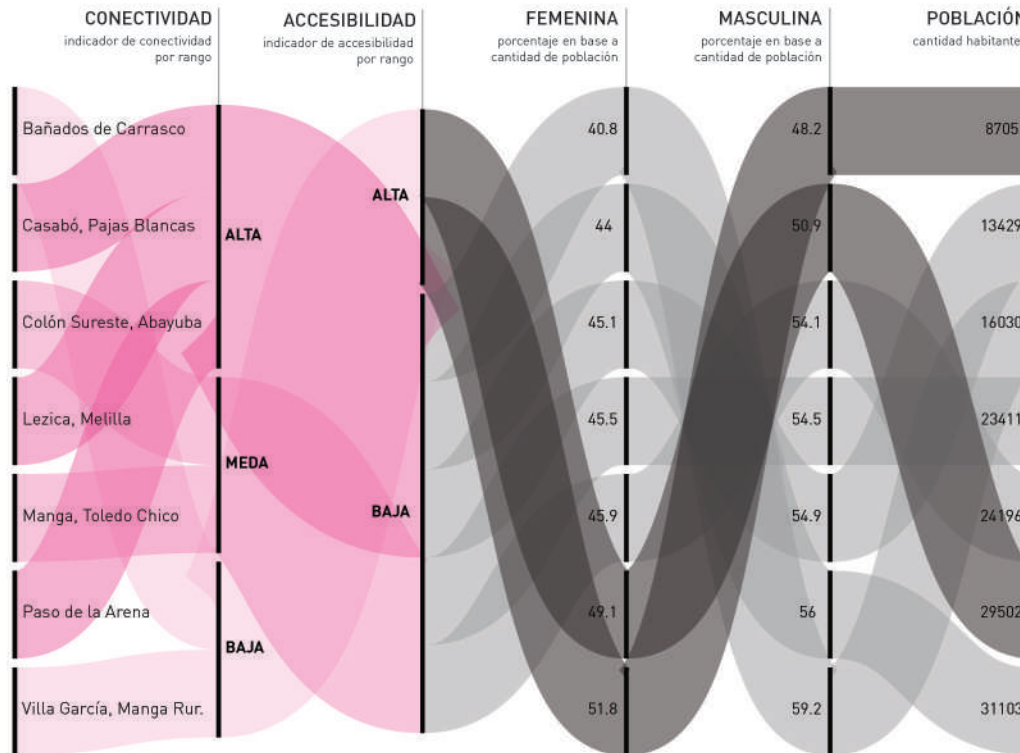 CONECTIVIDAD
indicador de conectividad
por rango
ACCESIBILIDAD
indicador de accesibilidad
por rango
FEMENINA
porcentaje en base a
cantidad de población
MASCULINA
porcentaje en base a
cantidad de población
POBLACIÓN
cantidad habitante
Bañados de Carrasco
Casabó, Pajas Blancas
Colón Sureste, Abayuba
Lezica, Melilla
Manga, Toledo Chico
Paso de la Arena
Villa García, Manga Rur.
ALTA
MEDA
BAJA
ALTA
BAJA
40.8
44
45.1
45.5
45.9
49.1
51.8
48.2
50.9
54.1
54.5
54.9
56
59.2
8705
13429
16030
23411
24196
29502
31103